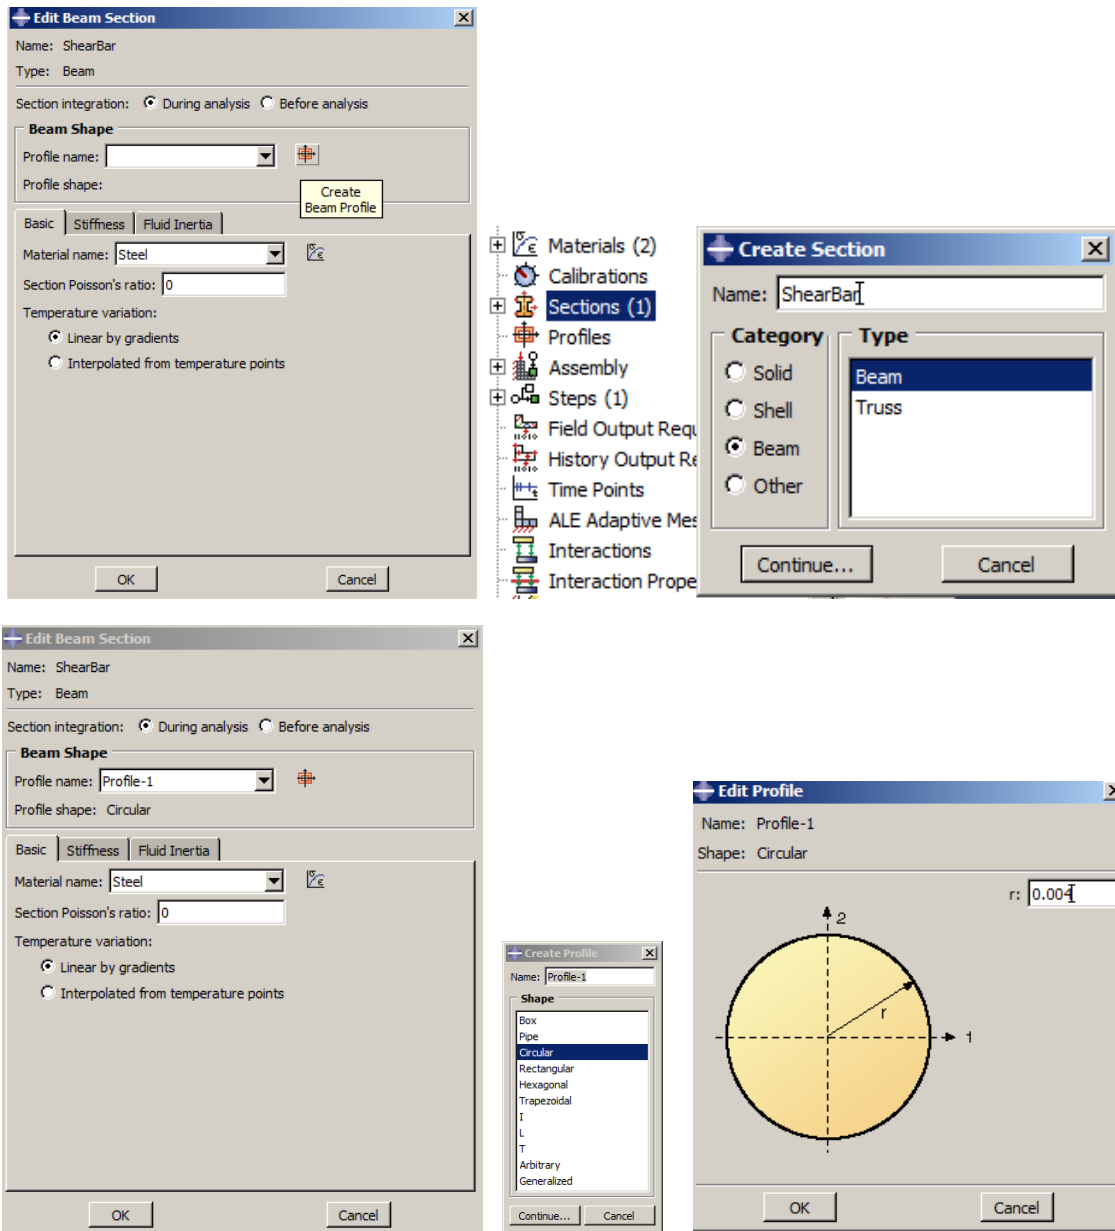 Edit Beam Section
Name: ShearBar
Type: Beam
Section integration: During analysis Before analysis
Beam Shape
Profile name:
Profile shape:
Create
Beam Profile
Basic Stiffness Fluid Inertia
Material name: Steel
Section Poisson's ratio: 0
Temperature variation:
Linear by gradients
Interpolated from temperature points
OK Cancel
Materials (2)
Calibrations
Sections (1)
Profiles
Assembly
Steps (1)
Field Output Requ
History Output Re
Time Points
ALE Adaptive Mes
Interactions
Interaction Prope
Create Section
Name: ShearBar
Category Type
Solid
Shell
Beam
Other
Beam
Truss
Continue... Cancel
Edit Beam Section
Name: ShearBar
Type: Beam
Section integration: During analysis Before analysis
Beam Shape
Profile name: Profile-1
Profile shape: Circular
Basic Stiffness Fluid Inertia
Material name: Steel
Section Poisson's ratio: 0
Temperature variation:
Linear by gradients
Interpolated from temperature points
OK Cancel
Create Profile
Name: Profile-1
Shape
Box
Pipe
Circular
Rectangular
Hexagonal
Trapezoidal
I
L
T
Arbitrary
Generalized
Continue... Cancel
Edit Profile
Name: Profile-1
Shape: Circular
r: 0.004
2
r
1
OK Cancel